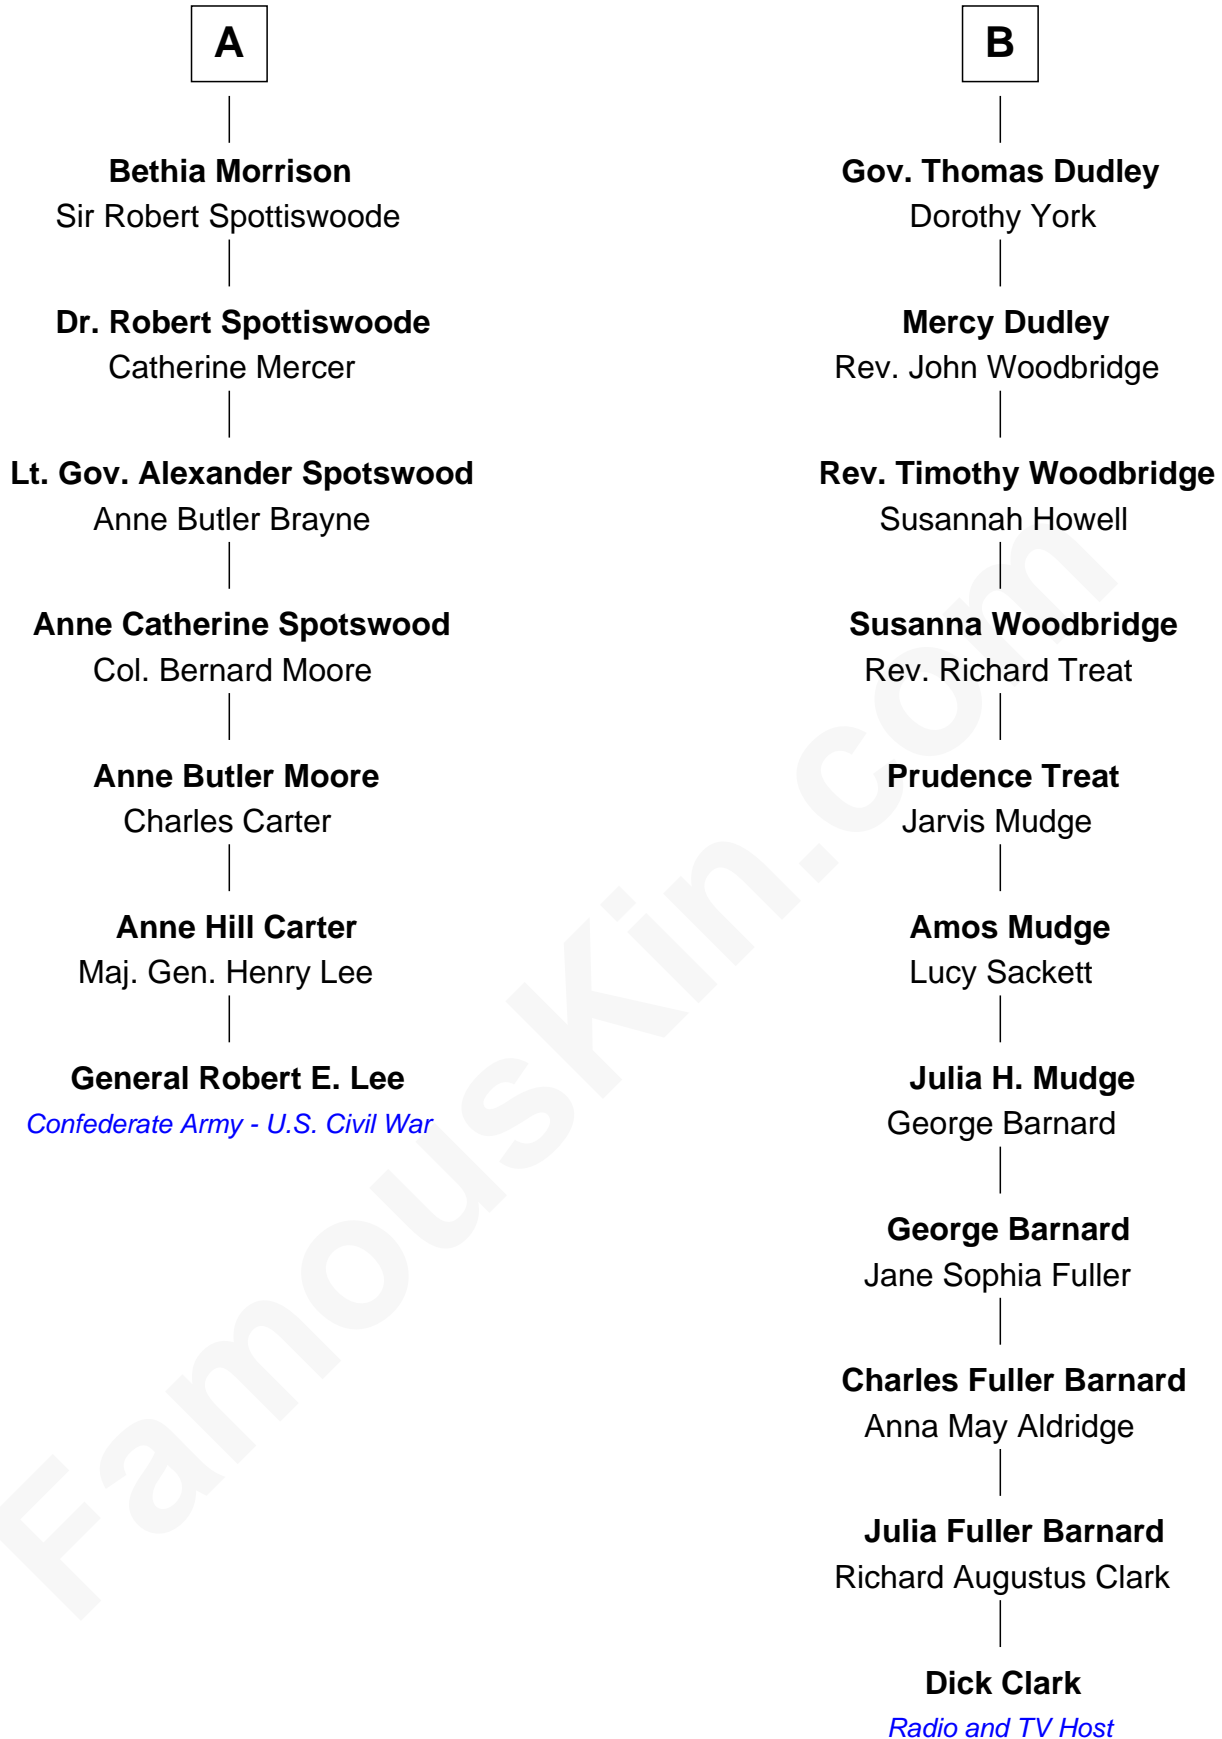 A
Bethia Morrison
Sir Robert Spottiswoode
Dr. Robert Spottiswoode
Catherine Mercer
Lt. Gov. Alexander Spotswood
Anne Butler Brayne
Anne Catherine Spotswood
Col. Bernard Moore
Anne Butler Moore
Charles Carter
Anne Hill Carter
Maj. Gen. Henry Lee
General Robert E. Lee
Confederate Army - U.S. Civil War
B
Gov. Thomas Dudley
Dorothy York
Mercy Dudley
Rev. John Woodbridge
Rev. Timothy Woodbridge
Susannah Howell
Susanna Woodbridge
Rev. Richard Treat
Prudence Treat
Jarvis Mudge
Amos Mudge
Lucy Sackett
Julia H. Mudge
George Barnard
George Barnard
Jane Sophia Fuller
Charles Fuller Barnard
Anna May Aldridge
Julia Fuller Barnard
Richard Augustus Clark
Dick Clark
Radio and TV Host
FamousKin.com